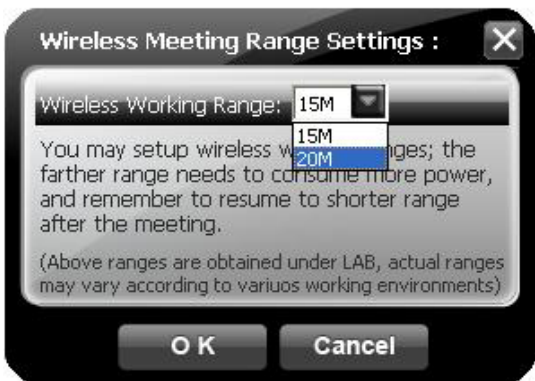 Wireless Meeting Range Settings :
Wireless Working Range: 15M
15M
20M
You may setup wireless w nges; the
farther range needs to consume more power,
and remember to resume to shorter range
after the meeting.
(Above ranges are obtained under LAB, actual ranges
may vary according to variuos working environments)
O K
Cancel